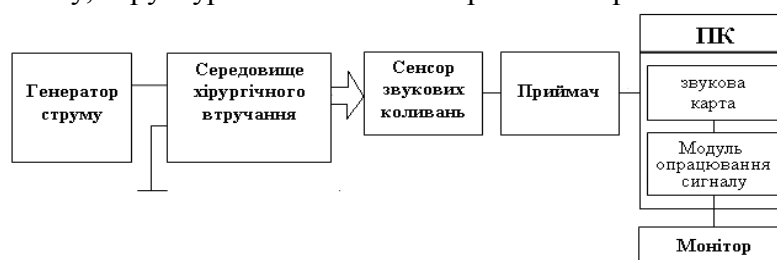 Генератор
струму
Середовище
хірургічного
втручання
Сенсор
звукових
коливань
Приймач
ПК
звукова
карта
Модуль
опрацювання
сигналу
Монітор